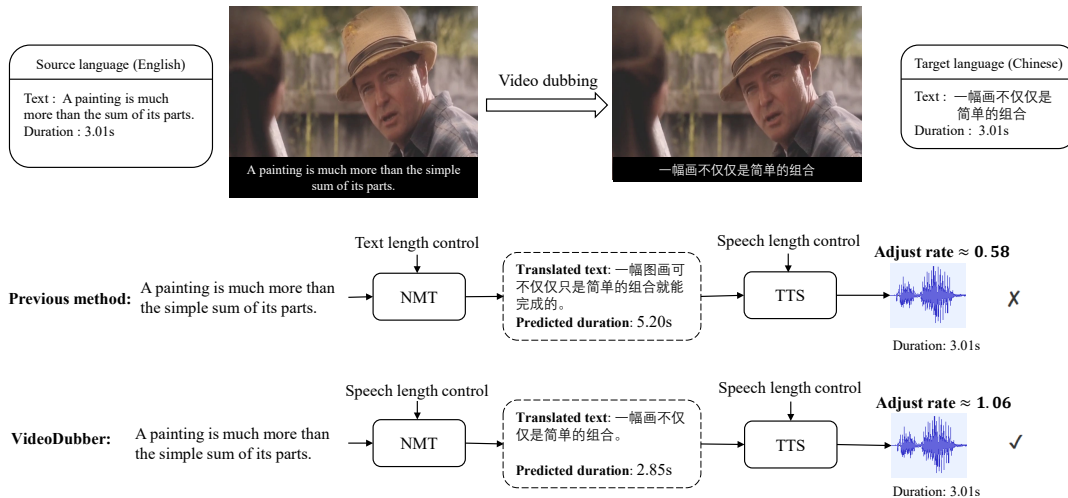 Source language (English)
Text : A painting is much
more than the sum of its parts.
Duration : 3.01s
A painting is much more than the simple
sum of its parts.
Video dubbing
一幅画不仅仅是简单的组合
Target language (Chinese)
Text : 一幅画不仅仅是
简单的组合
Duration : 3.01s
Previous method:
A painting is much more than
the simple sum of its parts.
Text length control
NMT
Translated text: 一幅图画可
不仅仅只是简单的组合就能
完成的。
Predicted duration: 5.20s
Speech length control
TTS
Adjust rate ≈ 0.58
✗
Duration: 3.01s
VideoDubber:
A painting is much more than
the simple sum of its parts.
Speech length control
NMT
Translated text: 一幅画不仅
仅是简单的组合。
Predicted duration: 2.85s
Speech length control
TTS
Adjust rate ≈ 1.06
✓
Duration: 3.01s